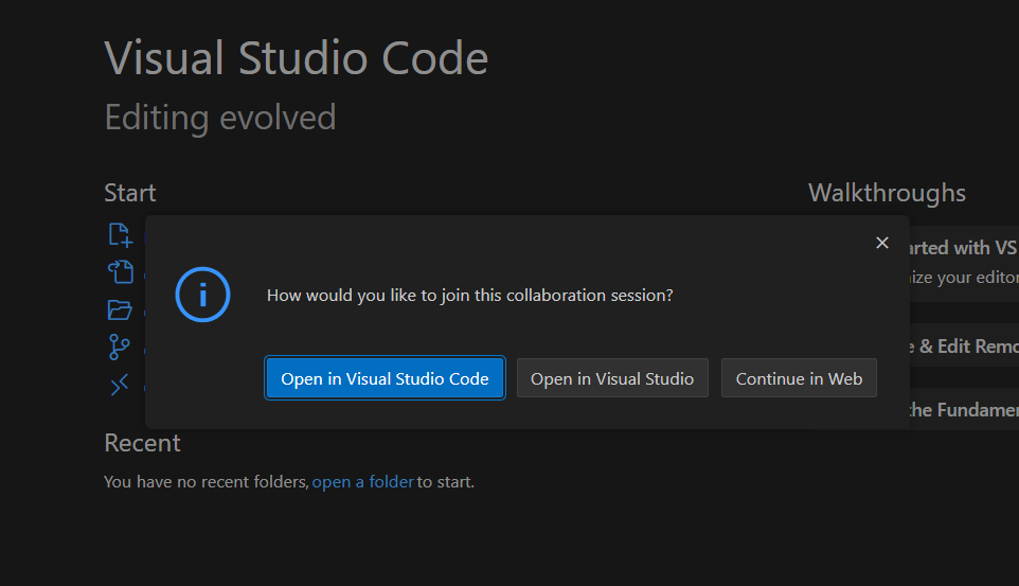 Visual Studio Code
Editing evolved
Start
Walkthroughs
arted with VS
How would you like to join this collaboration session?
your editor
Open in Visual Studio Code
Open in Visual Studio
Continue in Web
& Edit Remo
the Fundamen
Recent
You have no recent folders, open a folder to start.